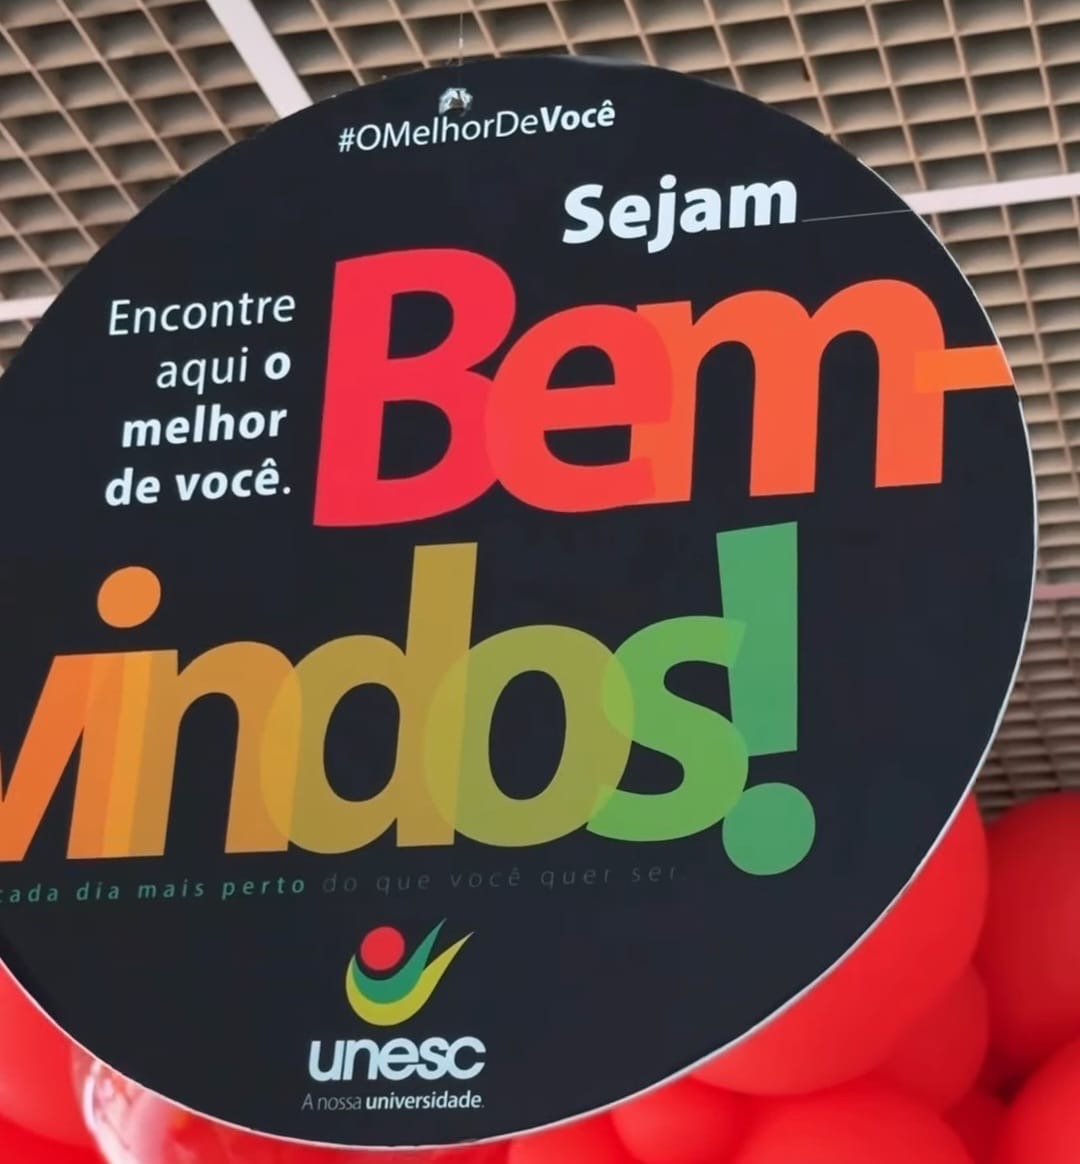 #OMelhorDeVocê
Sejam
Encontre
aqui o
melhor
de você.
Bem-
vindos!
cada dia mais perto do que você quer ser.
unesc
A nossa universidade.